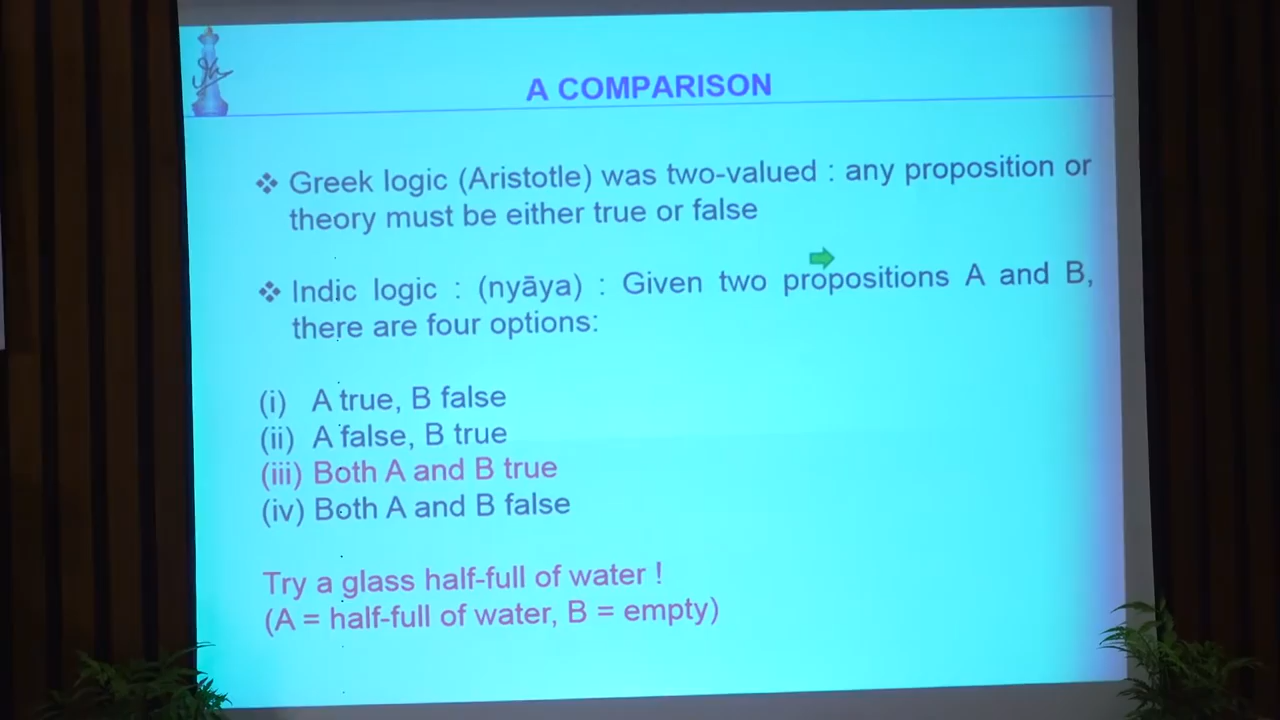 A COMPARISON
❖ Greek logic (Aristotle) was two-valued : any proposition or
theory must be either true or false
❖ Indic logic : (nyāya) : Given two propositions A and B,
there are four options:
(i) A true, B false
(ii) A false, B true
(iii) Both A and B true
(iv) Both A and B false
Try a glass half-full of water !
(A = half-full of water, B = empty)